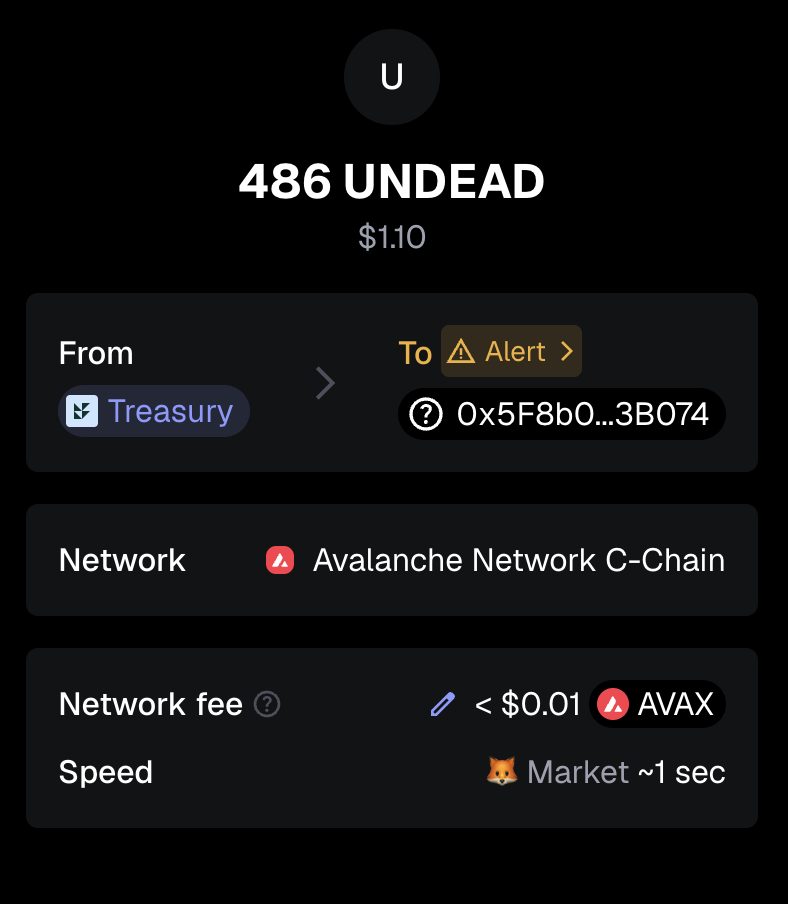 U
486 UNDEAD
$1.10
From
To Alert
Treasury
0x5F8b0...3B074
Network Avalanche Network C-Chain
Network fee < $0.01 AVAX
Speed Market ~1 sec